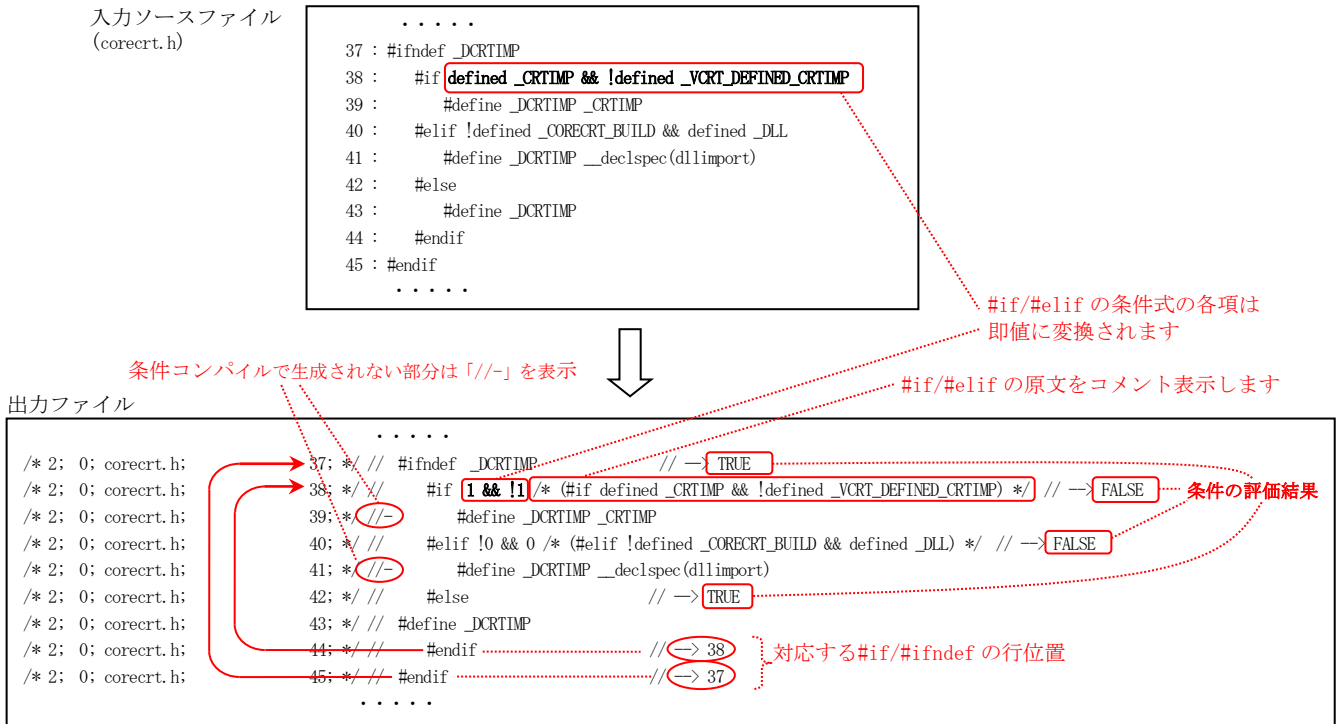 入力ソースファイル
(corecrt.h)
・・・・・
37 : #ifndef _DCRTIMP
38 : #if defined _CRTIMP && !defined _VCRT_DEFINED_CRTIMP
39 : #define _DCRTIMP _CRTIMP
40 : #elif !defined _CORECRT_BUILD && defined _DLL
41 : #define _DCRTIMP __declspec(dllimport)
42 : #else
43 : #define _DCRTIMP
44 : #endif
45 : #endif
・・・・・
#if/#elif の条件式の各項は
即値に変換されます
条件コンパイルで生成されない部分は「//-」を表示
#if/#elif の原文をコメント表示します
出力ファイル
・・・・・
/* 2; 0; corecrt.h; 37; */ // #ifndef _DCRTIMP // --> TRUE
/* 2; 0; corecrt.h; 38; */ // #if 1 && !1 /* (#if defined _CRTIMP && !defined _VCRT_DEFINED_CRTIMP) */ // --> FALSE 条件の評価結果
/* 2; 0; corecrt.h; 39; */ //- #define _DCRTIMP _CRTIMP
/* 2; 0; corecrt.h; 40; */ // #elif !0 && 0 /* (#elif !defined _CORECRT_BUILD && defined _DLL) */ // --> FALSE
/* 2; 0; corecrt.h; 41; */ //- #define _DCRTIMP __declspec(dllimport)
/* 2; 0; corecrt.h; 42; */ // #else // --> TRUE
/* 2; 0; corecrt.h; 43; */ // #define _DCRTIMP
/* 2; 0; corecrt.h; 44; */ // #endif // --> 38 対応する#if/#ifndef の行位置
/* 2; 0; corecrt.h; 45; */ // #endif // --> 37
・・・・・